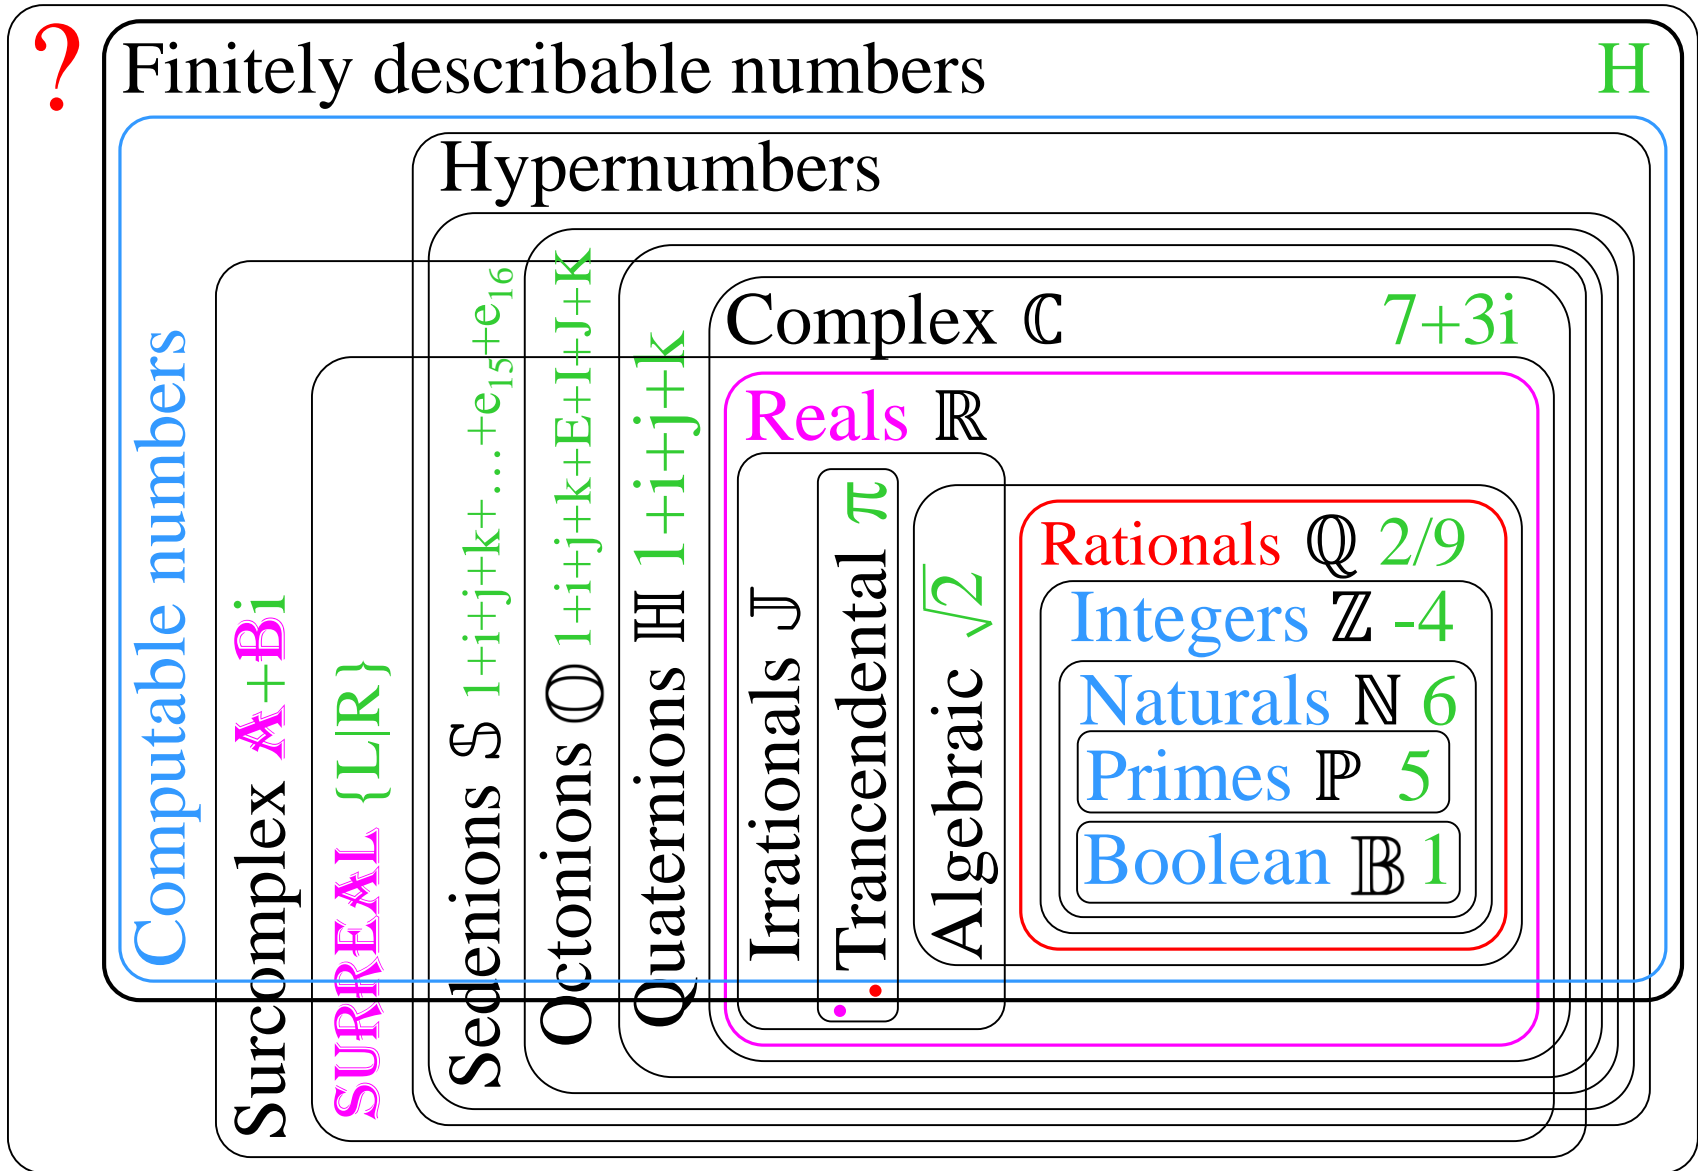 ?
Finitely describable numbers H
Hypernumbers
Computable numbers
Surcomplex A+Bi
SURREAL {L|R}
Sedenions 𝕊 1+i+j+k+...+e₁₅+e₁₆
Octonions 𝕆 1+i+j+k+E+I+J+K
Quaternions ℍ 1+i+j+k
Complex ℂ 7+3i
Reals ℝ
Irrationals 𝕁
Trancendental π
Algebraic √2
Rationals ℚ 2/9
Integers ℤ -4
Naturals ℕ 6
Primes ℙ 5
Boolean 𝔹 1